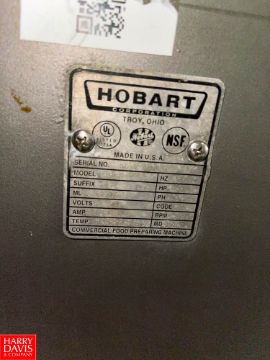 HOBART
CORPORATION
TROY, OHIO
UL
NSF
MADE IN U.S.A.
SERIAL NO.
MODEL HZ
SUFFIX HP
ML PH
VOLTS CODE
AMP. RPM
TEMP.
COMMERCIAL FOOD PREPARING MACHINE
HARRY
DAVIS
& COMPANY